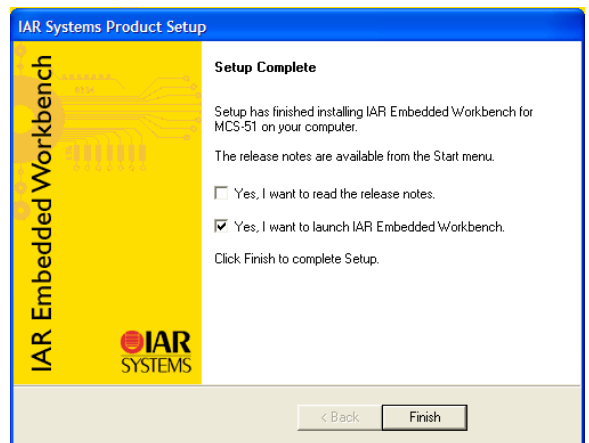 IAR Systems Product Setup
IAR Embedded Workbench
Setup Complete
Setup has finished installing IAR Embedded Workbench for
MCS-51 on your computer.
The release notes are available from the Start menu.
Yes, I want to read the release notes.
Yes, I want to launch IAR Embedded Workbench.
Click Finish to complete Setup.
IAR
SYSTEMS
< Back
Finish